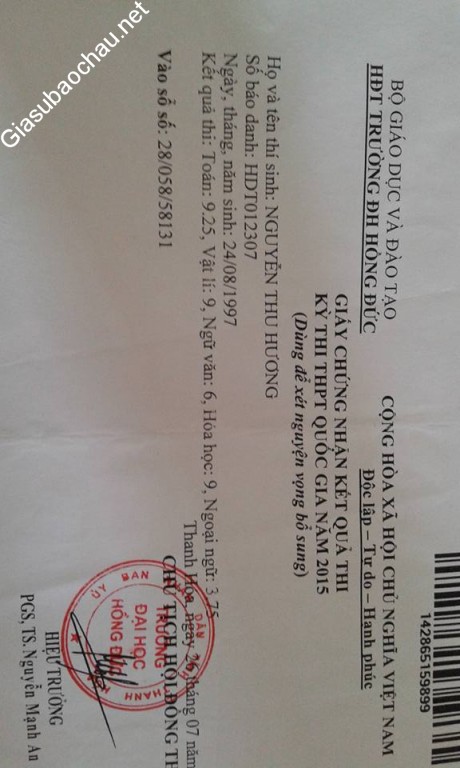 Giasubaochau.net
142865159899
BỘ GIÁO DỤC VÀ ĐÀO TẠO
HĐT TRƯỜNG ĐH HỒNG ĐỨC
CỘNG HÒA XÃ HỘI CHỦ NGHĨA VIỆT NAM
Độc lập – Tự do – Hạnh phúc
GIẤY CHỨNG NHẬN KẾT QUẢ THI
KỲ THI THPT QUỐC GIA NĂM 2015
(Dùng để xét nguyện vọng bổ sung)
Họ và tên thí sinh: NGUYỄN THU HƯƠNG
Số báo danh: HDT012307
Ngày, tháng, năm sinh: 24/08/1997
Kết quả thi: Toán: 9.25, Vật lí: 9, Ngữ văn: 6, Hóa học: 9, Ngoại ngữ: 3.75
Vào sổ số: 28/058/58131
Thanh Hóa, ngày 26 tháng 07 năm
CHỦ TỊCH HỘI ĐỒNG TH
ỦY BAN
DÂN
THANH
TRƯỜNG
ĐẠI HỌC
HỒNG ĐỨC
HIỆU TRƯỞNG
PGS, TS. Nguyễn Mạnh An